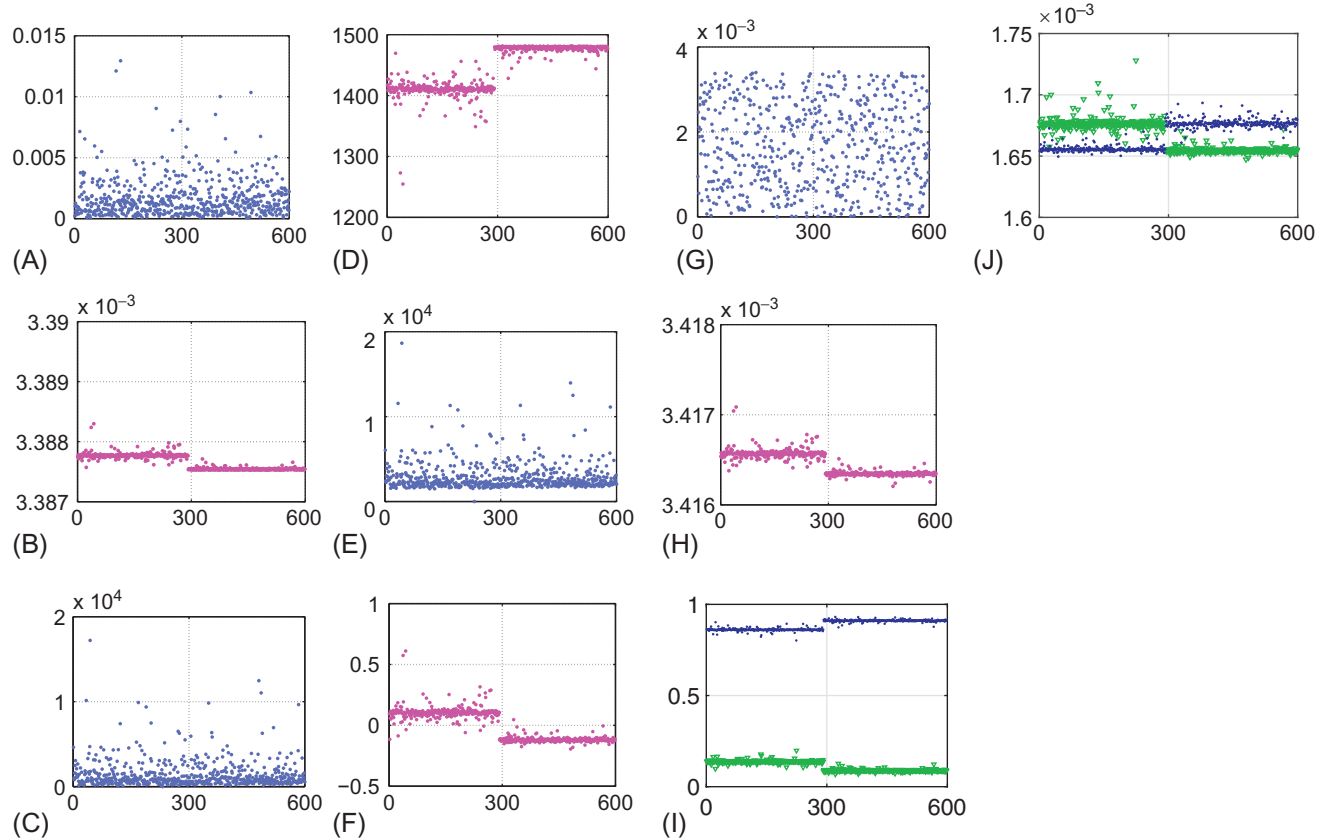 0.015
0.01
0.005
0
0 300 600
(A)
1500
1400
1300
1200
0 300 600
(D)
x 10⁻³
4
2
0
0 300 600
(G)
× 10⁻³
1.75
1.7
1.65
1.6
0 300 600
(J)
x 10⁻³
3.39
3.389
3.388
3.387
0 300 600
(B)
x 10⁴
2
1
0
0 300 600
(E)
x 10⁻³
3.418
3.417
3.416
0 300 600
(H)
x 10⁴
2
1
0
0 300 600
(C)
1
0.5
0
−0.5
0 300 600
(F)
1
0.5
0
0 300 600
(I)